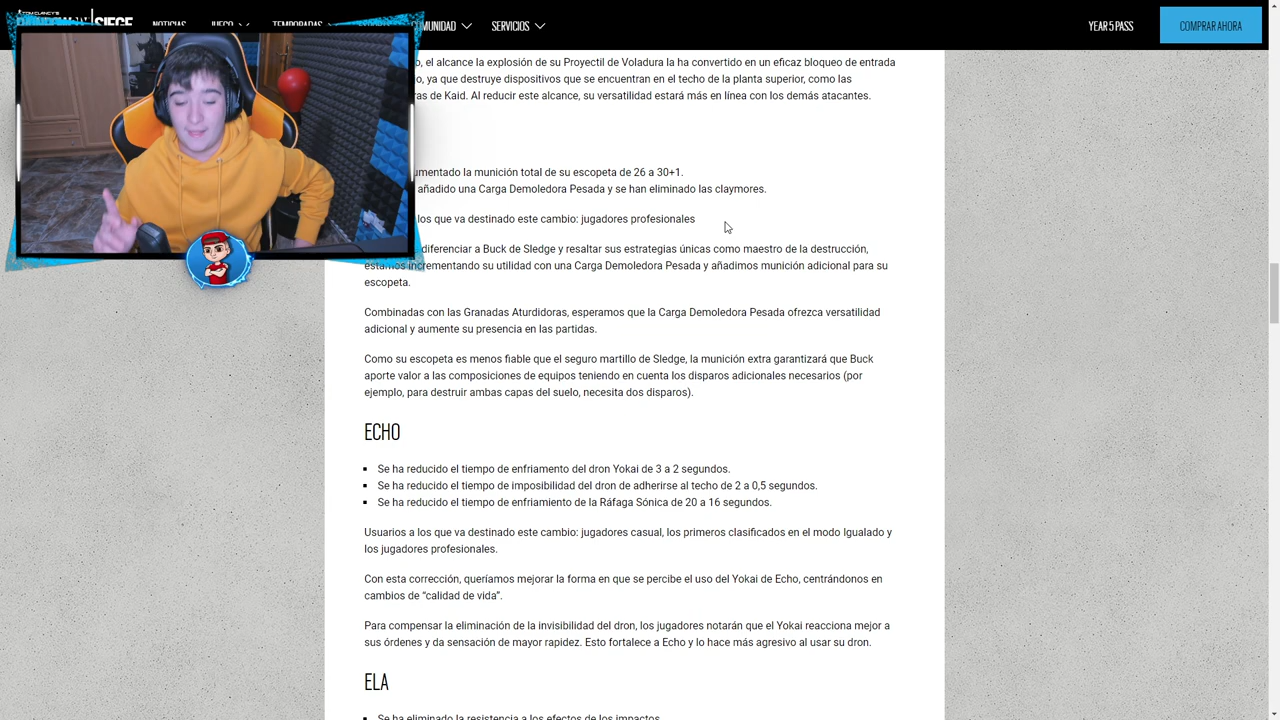 TOM CLANCY'S
SIEGE
NOTICIAS
JUEGO
TEMPORADAS
COMUNIDAD
SERVICIOS
YEAR 5 PASS
COMPRAR AHORA
el alcance la explosión de su Proyectil de Voladura la ha convertido en un eficaz bloqueo de entrada
ya que destruye dispositivos que se encuentran en el techo de la planta superior, como las
de Kaid. Al reducir este alcance, su versatilidad estará más en línea con los demás atacantes.
la munición total de su escopeta de 26 a 30+1.
añadido una Carga Demoledora Pesada y se han eliminado las claymores.
los que va destinado este cambio: jugadores profesionales
diferenciar a Buck de Sledge y resaltar sus estrategias únicas como maestro de la destrucción,
estamos incrementando su utilidad con una Carga Demoledora Pesada y añadimos munición adicional para su
escopeta.
Combinadas con las Granadas Aturdidoras, esperamos que la Carga Demoledora Pesada ofrezca versatilidad
adicional y aumente su presencia en las partidas.
Como su escopeta es menos fiable que el seguro martillo de Sledge, la munición extra garantizará que Buck
aporte valor a las composiciones de equipos teniendo en cuenta los disparos adicionales necesarios (por
ejemplo, para destruir ambas capas del suelo, necesita dos disparos).
ECHO
▪ Se ha reducido el tiempo de enfriamento del dron Yokai de 3 a 2 segundos.
▪ Se ha reducido el tiempo de imposibilidad del dron de adherirse al techo de 2 a 0,5 segundos.
▪ Se ha reducido el tiempo de enfriamiento de la Ráfaga Sónica de 20 a 16 segundos.
Usuarios a los que va destinado este cambio: jugadores casual, los primeros clasificados en el modo Igualado y
los jugadores profesionales.
Con esta corrección, queríamos mejorar la forma en que se percibe el uso del Yokai de Echo, centrándonos en
cambios de “calidad de vida”.
Para compensar la eliminación de la invisibilidad del dron, los jugadores notarán que el Yokai reacciona mejor a
sus órdenes y da sensación de mayor rapidez. Esto fortalece a Echo y lo hace más agresivo al usar su dron.
ELA
▪ Se ha eliminado la resistencia a los efectos de los impactos